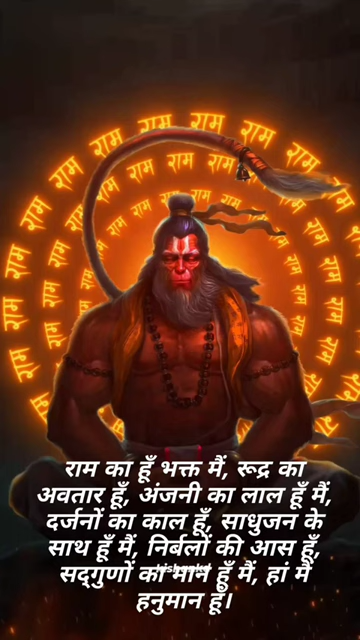 राम राम राम राम राम राम राम राम राम राम राम
राम राम राम राम राम राम राम
राम राम राम राम राम
राम का हूँ भक्त मैं, रूद्र का
अवतार हूँ, अंजनी का लाल हूँ मैं,
दर्जनों का काल हूँ, साधुजन के
साथ हूँ मैं, निर्बलों की आस हूँ,
सद्गुणों का मान हूँ मैं, हां मैं
हनुमान हूँ।